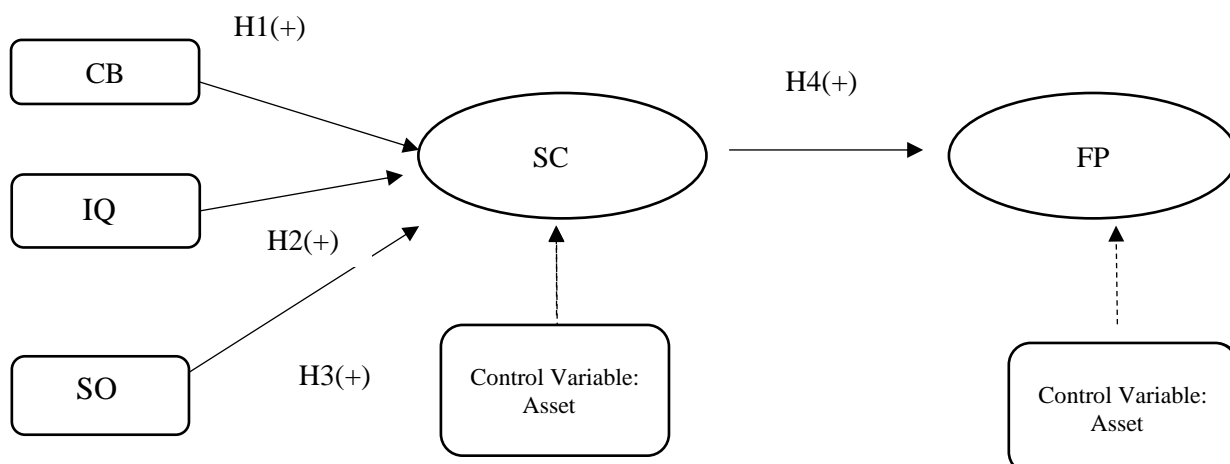 H1(+)
CB
H4(+)
SC
FP
IQ
H2(+)
SO
H3(+)
Control Variable:
Asset
Control Variable:
Asset